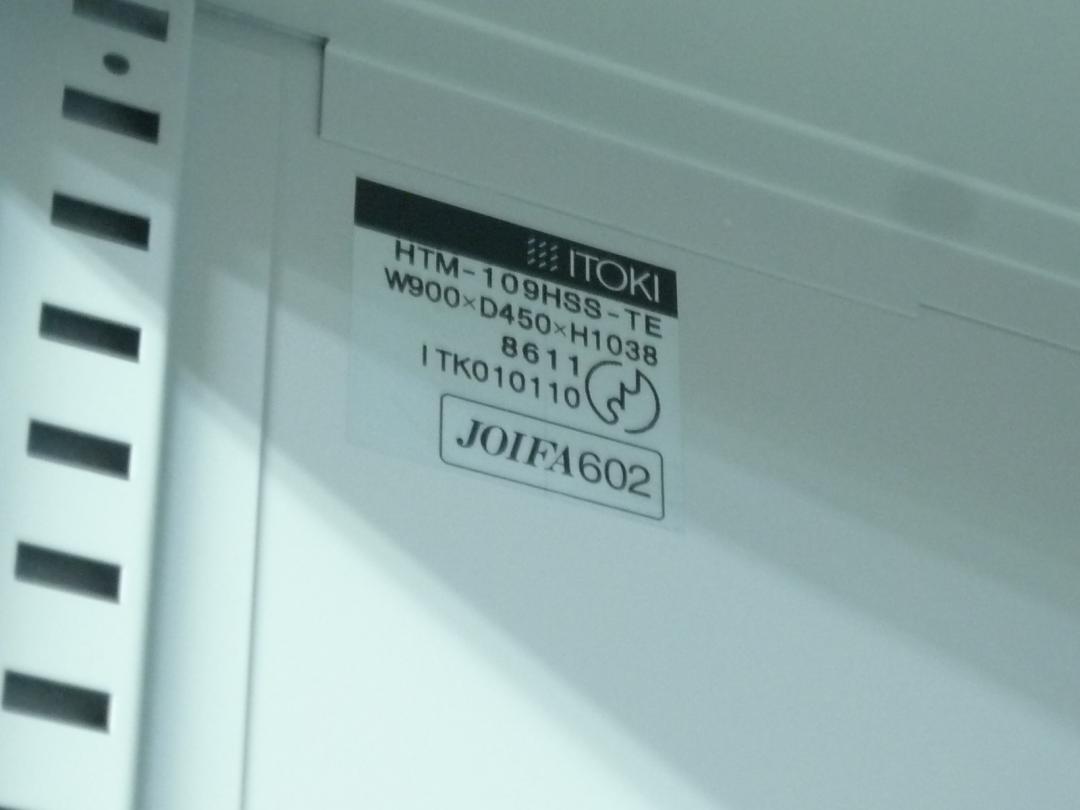 ITOKI
HTM-109HSS-TE
W900×D450×H1038
8611
ITK010110
JOIFA602